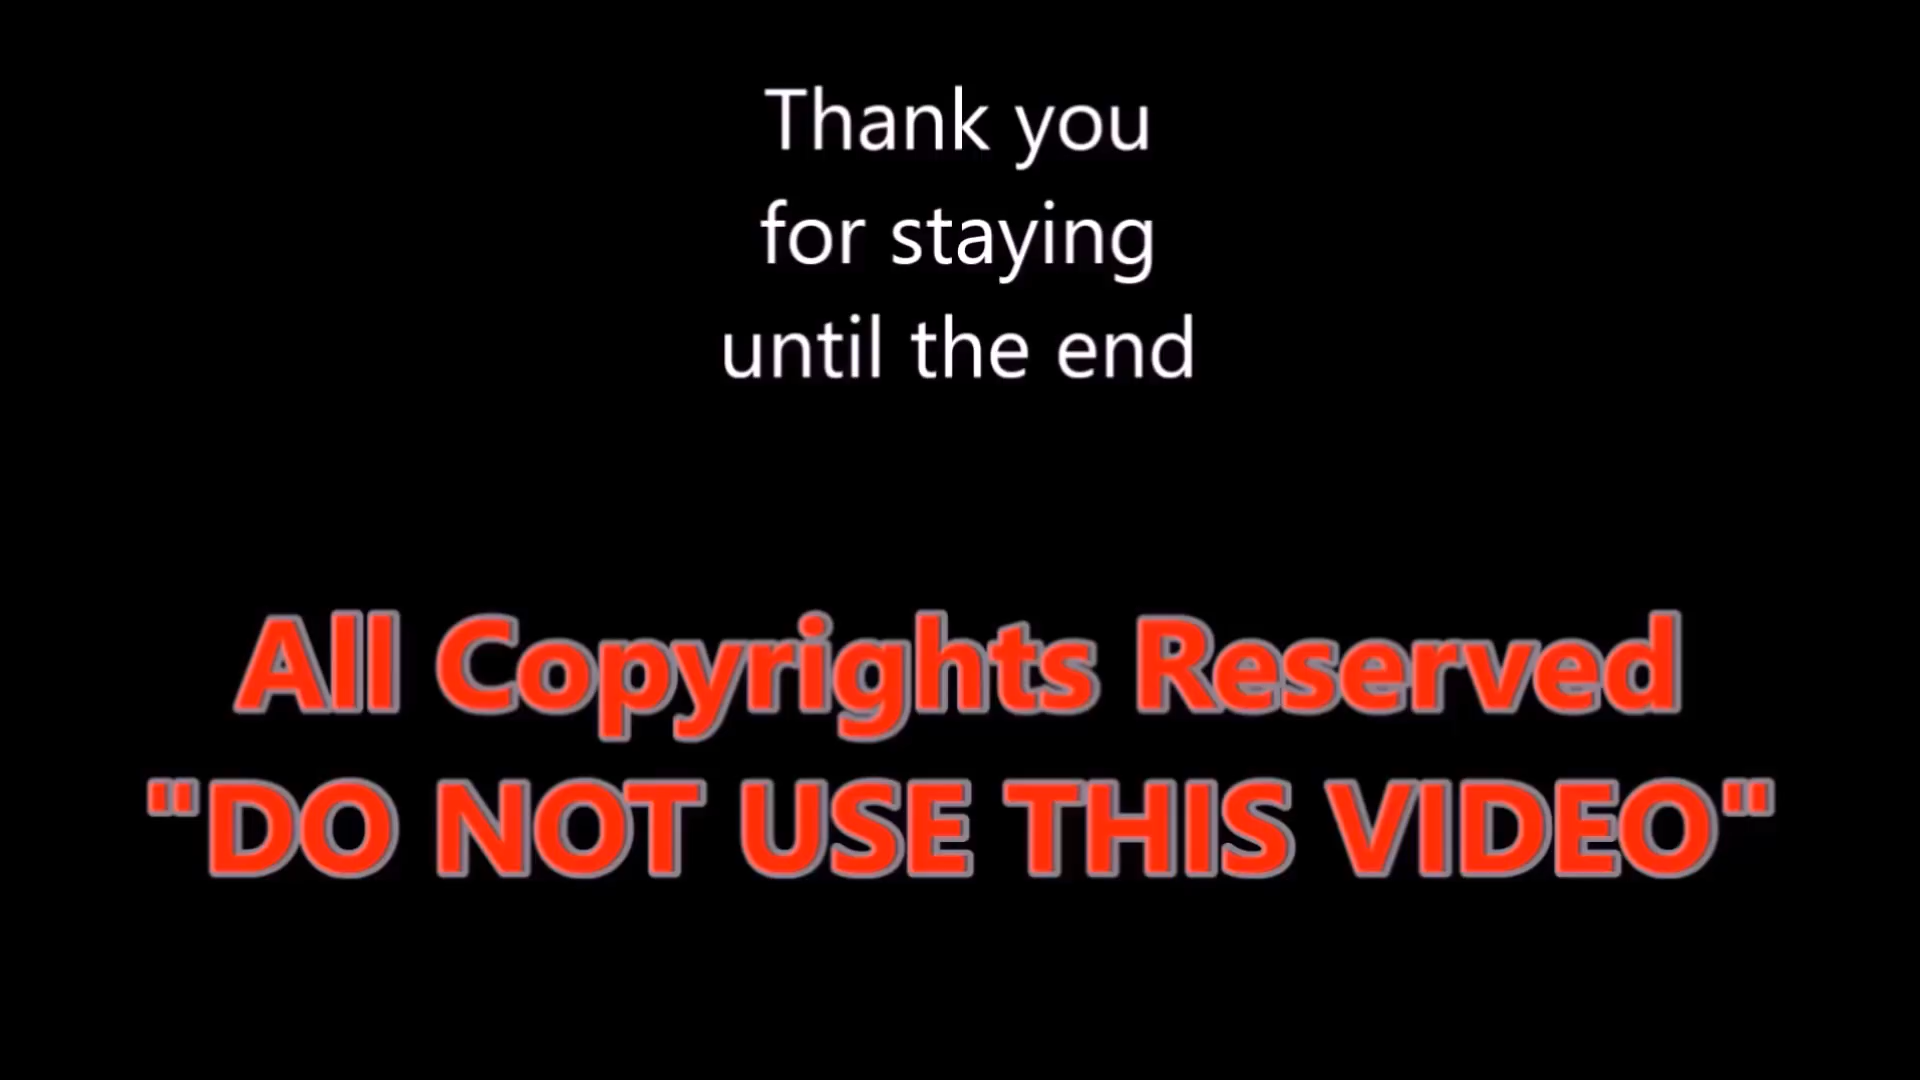 Thank you
for staying
until the end
All Copyrights Reserved
"DO NOT USE THIS VIDEO"